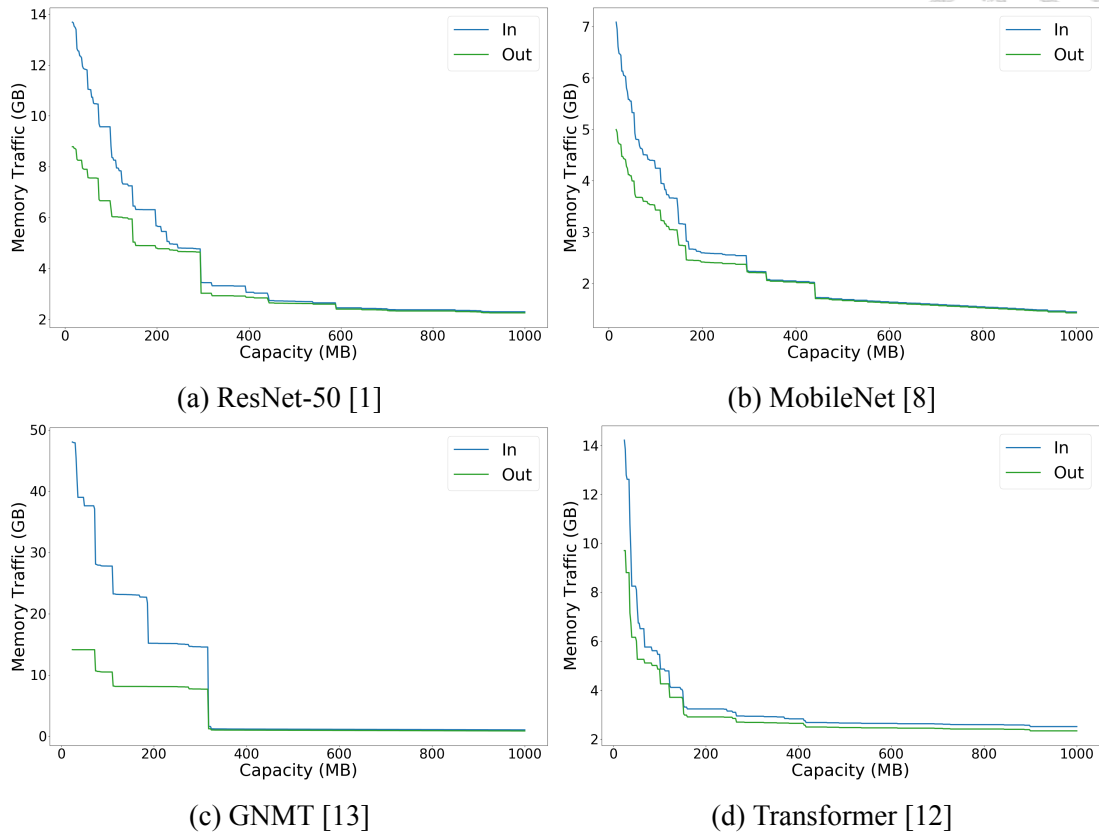 14
12
10
8
6
4
2
0 200 400 600 800 1000
Memory Traffic (GB)
Capacity (MB)
In
Out
(a) ResNet-50 [1]
7
6
5
4
3
2
0 200 400 600 800 1000
Memory Traffic (GB)
Capacity (MB)
In
Out
(b) MobileNet [8]
50
40
30
20
10
0
0 200 400 600 800 1000
Memory Traffic (GB)
Capacity (MB)
In
Out
(c) GNMT [13]
14
12
10
8
6
4
2
0 200 400 600 800 1000
Memory Traffic (GB)
Capacity (MB)
In
Out
(d) Transformer [12]